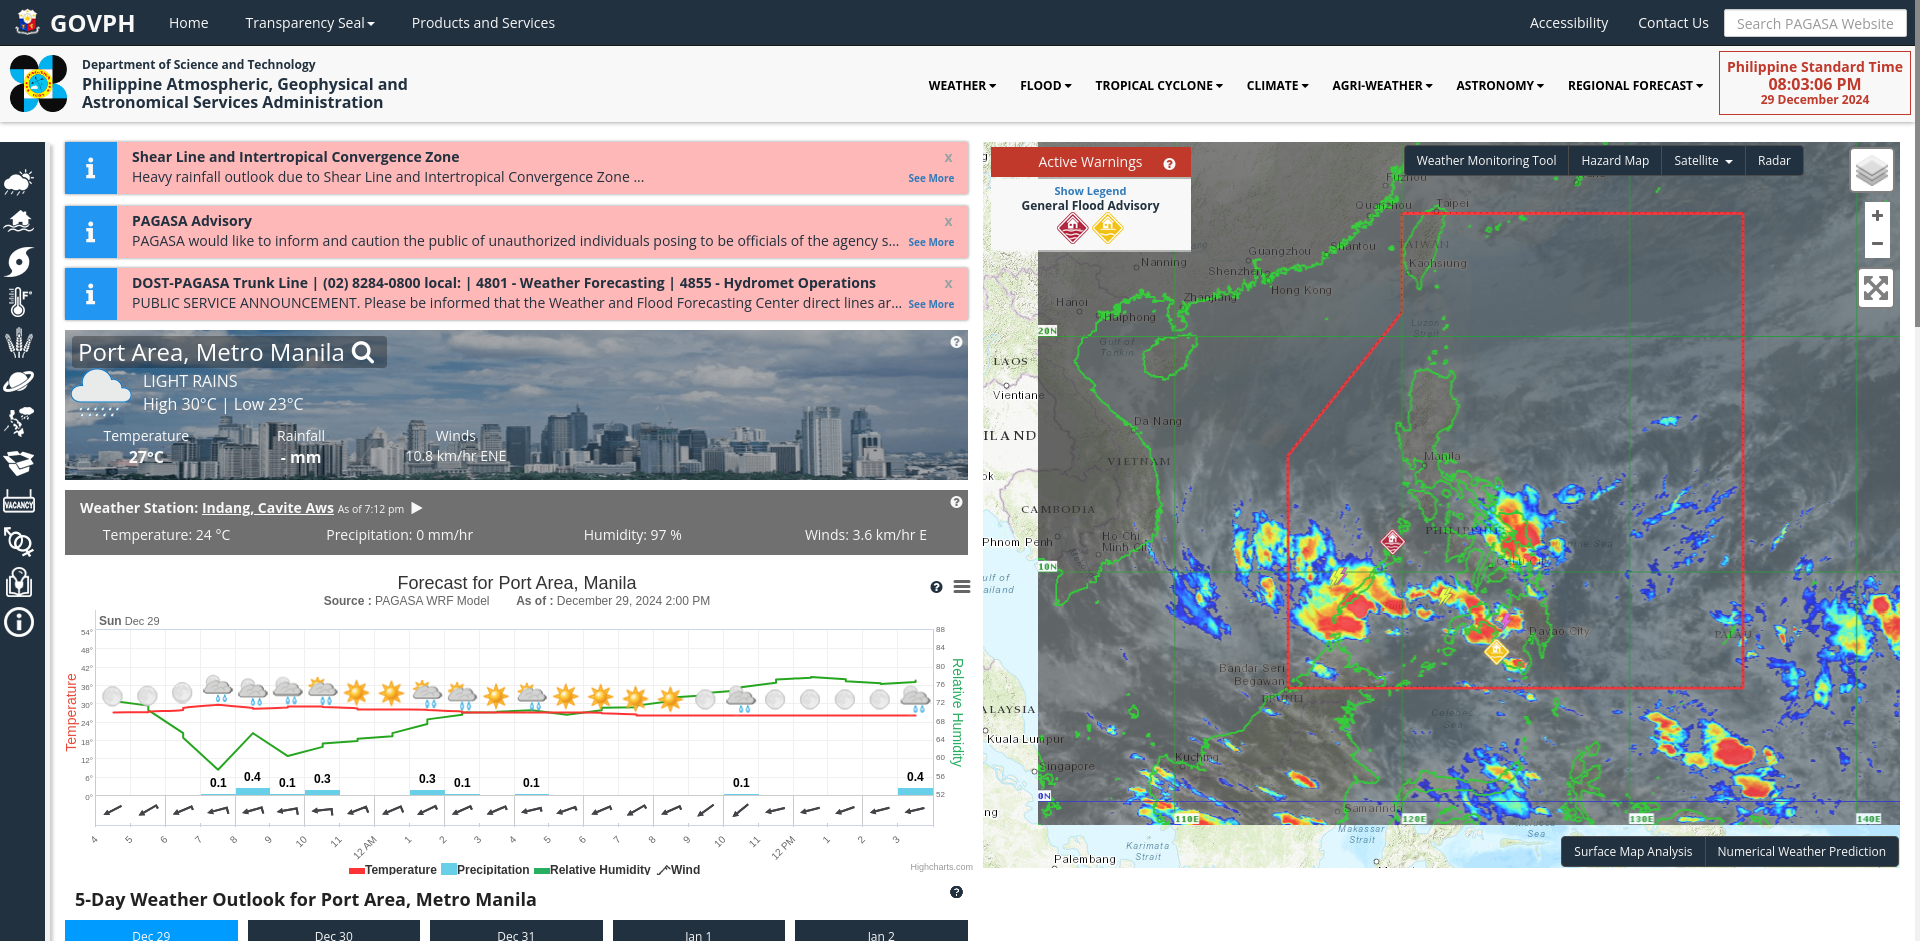 GOVPH
Home
Transparency Seal
Products and Services
Accessibility
Contact Us
Search PAGASA Website
Department of Science and Technology
Philippine Atmospheric, Geophysical and
Astronomical Services Administration
WEATHER
FLOOD
TROPICAL CYCLONE
CLIMATE
AGRI-WEATHER
ASTRONOMY
REGIONAL FORECAST
Philippine Standard Time
08:03:06 PM
29 December 2024
Shear Line and Intertropical Convergence Zone
x
Heavy rainfall outlook due to Shear Line and Intertropical Convergence Zone ...
See More
PAGASA Advisory
x
PAGASA would like to inform and caution the public of unauthorized individuals posing to be officials of the agency s...
See More
DOST-PAGASA Trunk Line | (02) 8284-0800 local: | 4801 - Weather Forecasting | 4855 - Hydromet Operations
x
PUBLIC SERVICE ANNOUNCEMENT. Please be informed that the Weather and Flood Forecasting Center direct lines ar...
See More
VACANCY
Port Area, Metro Manila
LIGHT RAINS
High 30°C | Low 23°C
Temperature
Rainfall
Winds
27°C
- mm
10.8 km/hr ENE
Weather Station: Indang, Cavite Aws As of 7:12 pm
Temperature: 24 °C
Precipitation: 0 mm/hr
Humidity: 97 %
Winds: 3.6 km/hr E
Forecast for Port Area, Manila
Source : PAGASA WRF Model As of : December 29, 2024 2:00 PM
Sun Dec 29
Temperature
54°
48°
42°
36°
30°
24°
18°
12°
6°
0°
Relative Humidity
88
84
80
76
72
68
64
60
56
52
0.1
0.4
0.1
0.3
0.3
0.1
0.1
0.1
0.4
4
5
6
7
8
9
10
11
12 AM
1
2
3
4
5
6
7
8
9
10
11
12 PM
1
2
3
Temperature
Precipitation
Relative Humidity
Wind
Highcharts.com
5-Day Weather Outlook for Port Area, Metro Manila
Dec 29
Dec 30
Dec 31
Jan 1
Jan 2
Active Warnings
Show Legend
General Flood Advisory
Weather Monitoring Tool
Hazard Map
Satellite
Radar
+
−
Fuzhou
Quanzhou
Taipei
TAIWAN
Kaohsiung
Shantou
Guangzhou
Shenzhen
Hong Kong
Nanning
Zhanjiang
Hanoi
Haiphong
Gulf of
Tonkin
Luzon
Strait
20N
LAOS
Vientiane
Da Nang
ILAND
VIETNAM
Manila
CAMBODIA
Phnom Penh
Ho Chi
Minh City
ulf of
ailand
10N
Davao City
PALAU
Bandar Seri
Begawan
BRUNEI
ALAYSIA
Kuala Lumpur
Celebes
Sea
Kuching
Singapore
0N
ng
Samarinda
110E
120E
130E
140E
Makassar
Strait
Karimata
Strait
Palembang
Surface Map Analysis
Numerical Weather Prediction